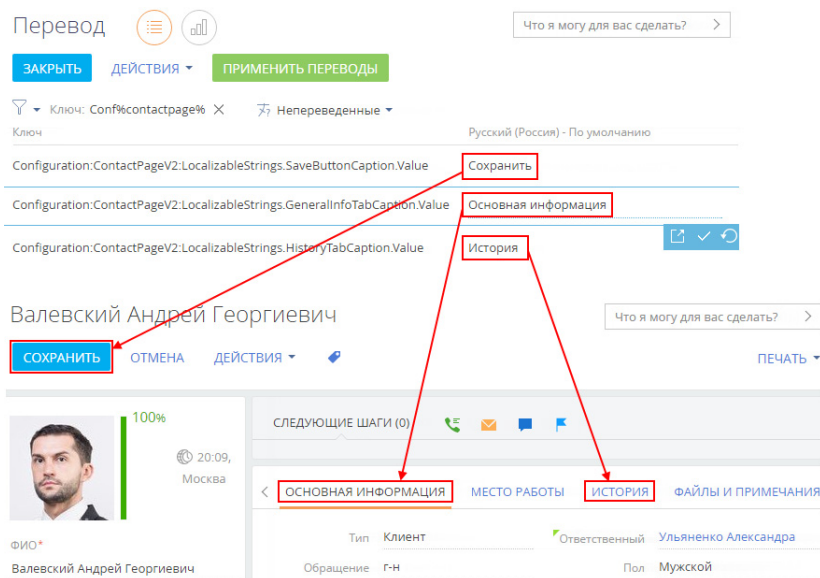 Перевод
Что я могу для вас сделать? >
ЗАКРЫТЬ ДЕЙСТВИЯ ПРИМЕНИТЬ ПЕРЕВОДЫ
Ключ: Conf%contactpage% × Непереведенные
Ключ Русский (Россия) - По умолчанию
Configuration:ContactPageV2:LocalizableStrings.SaveButtonCaption.Value Сохранить
Configuration:ContactPageV2:LocalizableStrings.GeneralInfoTabCaption.Value Основная информация
Configuration:ContactPageV2:LocalizableStrings.HistoryTabCaption.Value История
Валевский Андрей Георгиевич
Что я могу для вас сделать? >
СОХРАНИТЬ ОТМЕНА ДЕЙСТВИЯ ПЕЧАТЬ
100%
СЛЕДУЮЩИЕ ШАГИ (0)
20:09,
Москва
< ОСНОВНАЯ ИНФОРМАЦИЯ МЕСТО РАБОТЫ ИСТОРИЯ ФАЙЛЫ И ПРИМЕЧАНИЯ
Тип Клиент Ответственный Ульяненко Александра
ФИО*
Валевский Андрей Георгиевич
Обращение Г-н Пол Мужской